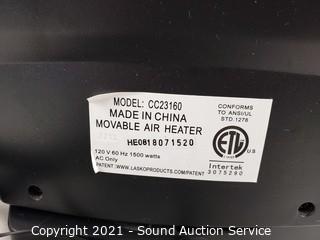 MODEL: CC23160
MADE IN CHINA
MOVABLE AIR HEATER
HE0818071520
120 V 60 Hz 1500 watts
AC Only
PATENT: WWW.LASKOPRODUCTS.COM/PATENT
CONFORMS
TO ANSI/UL
STD.1278
ETL
US
Intertek
3075290
Copyright © 2021 - Sound Auction Service